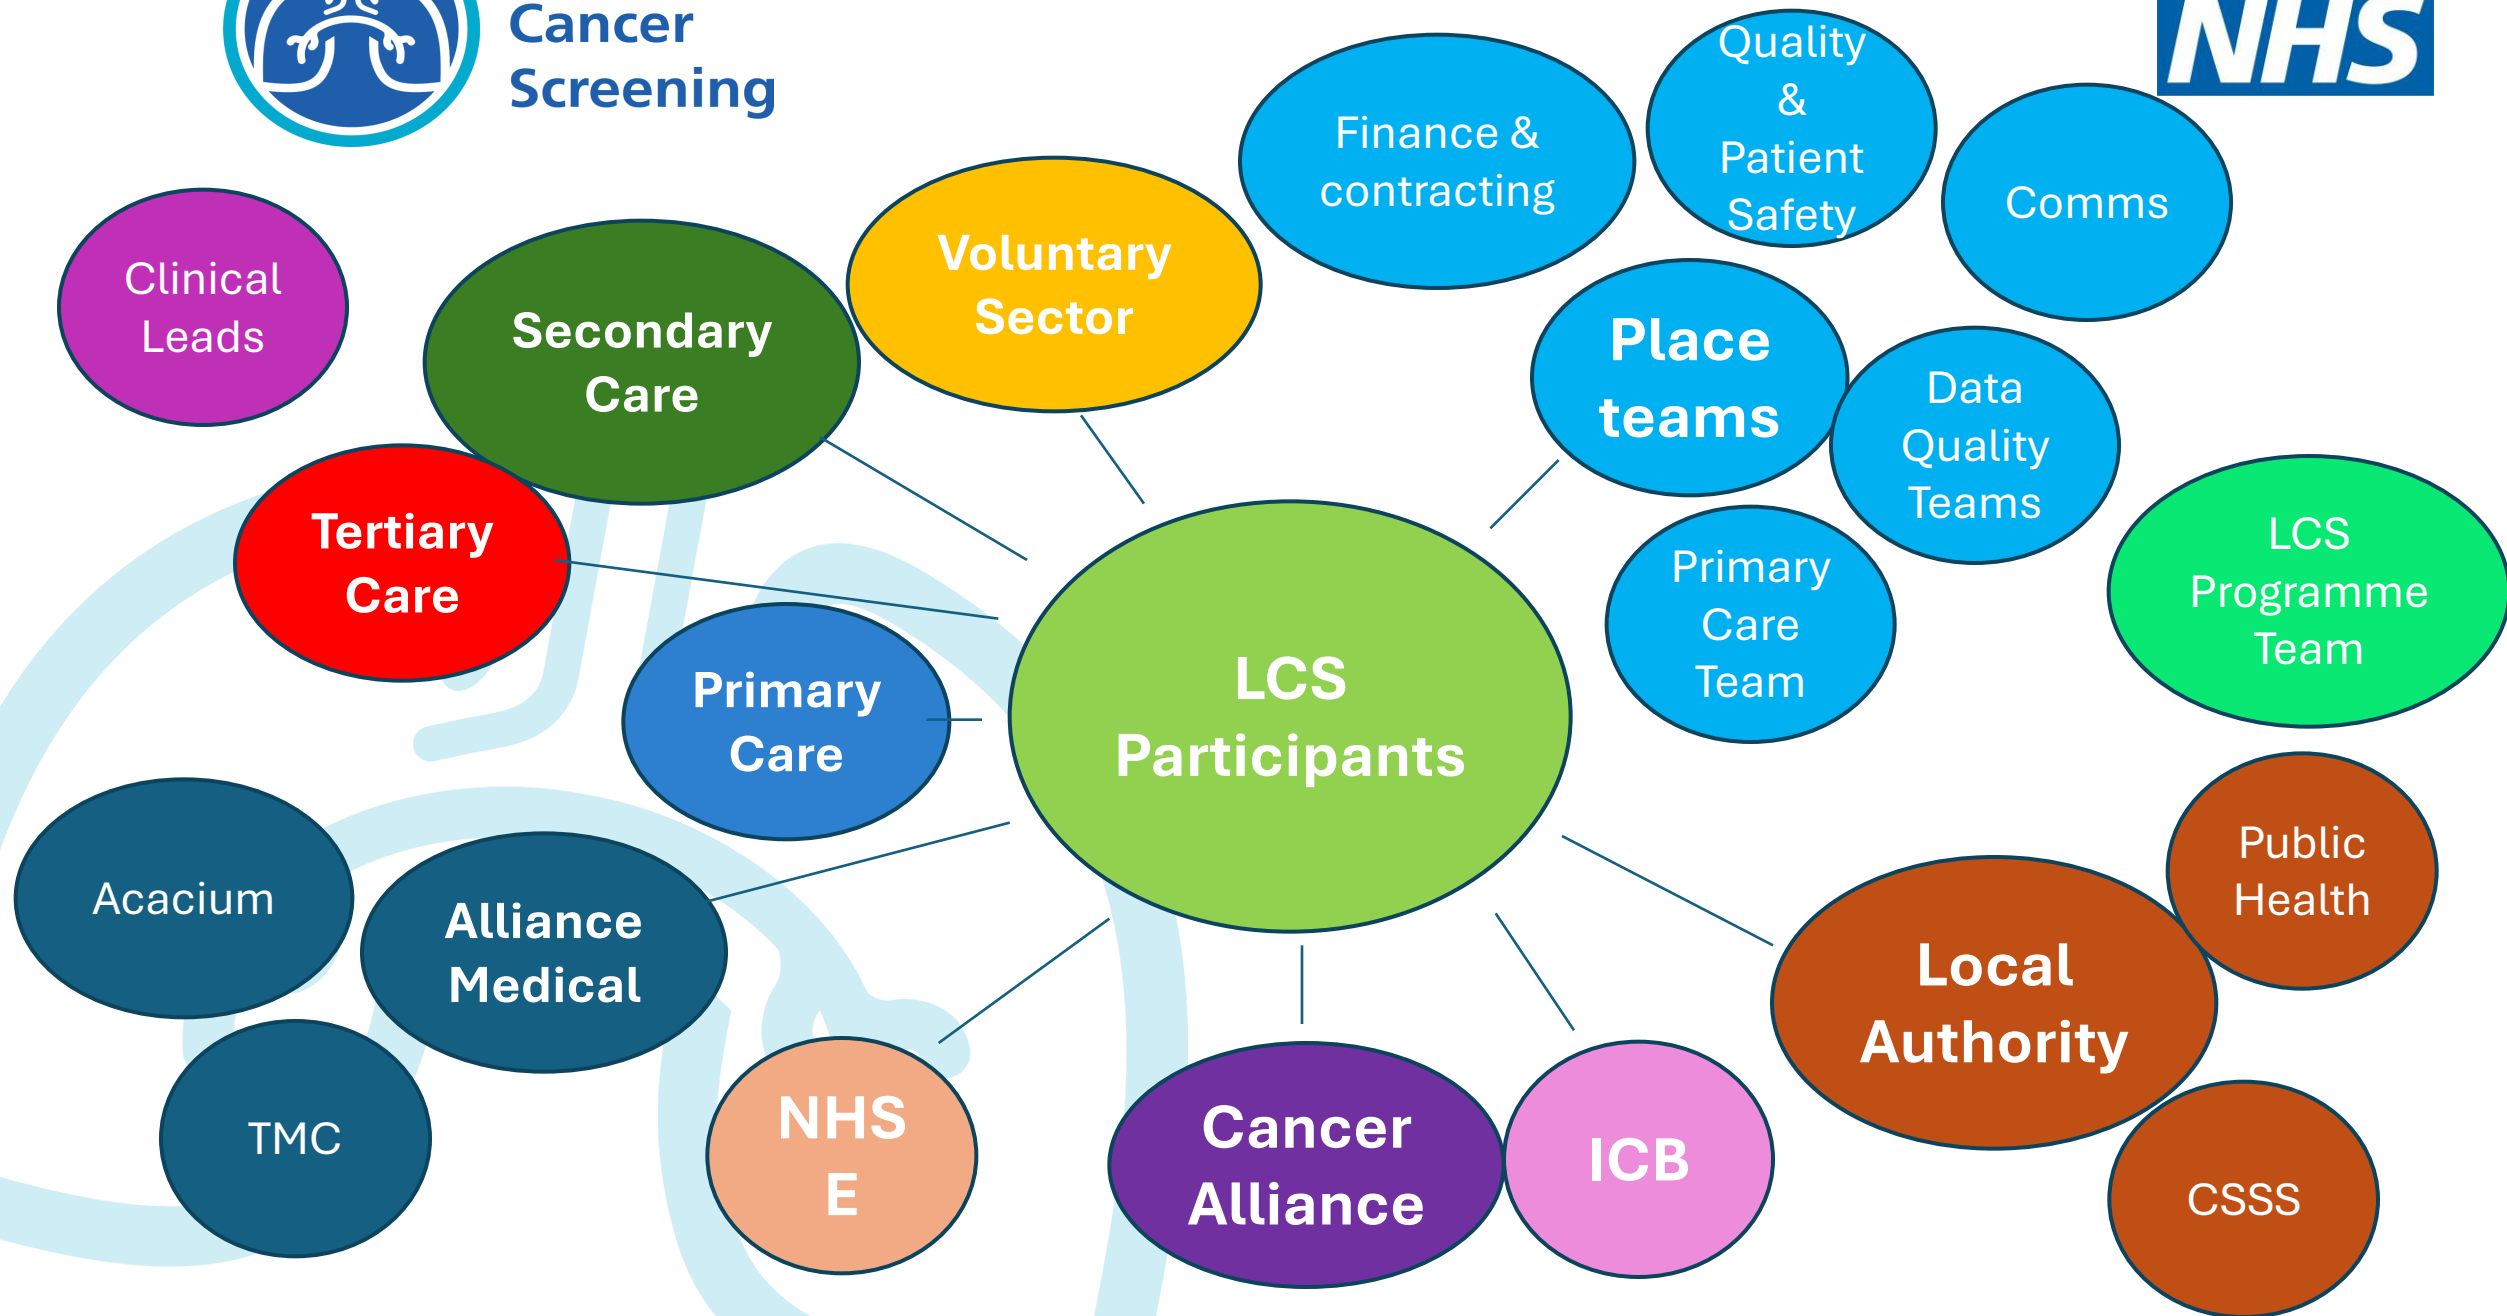 Cancer
Screening
NHS
Quality
&
Patient
Safety
Finance &
contracting
Comms
Voluntary
Sector
Clinical
Leads
Secondary
Care
Place
teams
Data
Quality
Teams
Tertiary
Care
LCS
Programme
Team
Primary
Care
Team
LCS
Participants
Primary
Care
Public
Health
Acacium
Alliance
Medical
Local
Authority
TMC
NHS
E
Cancer
Alliance
ICB
CSSS